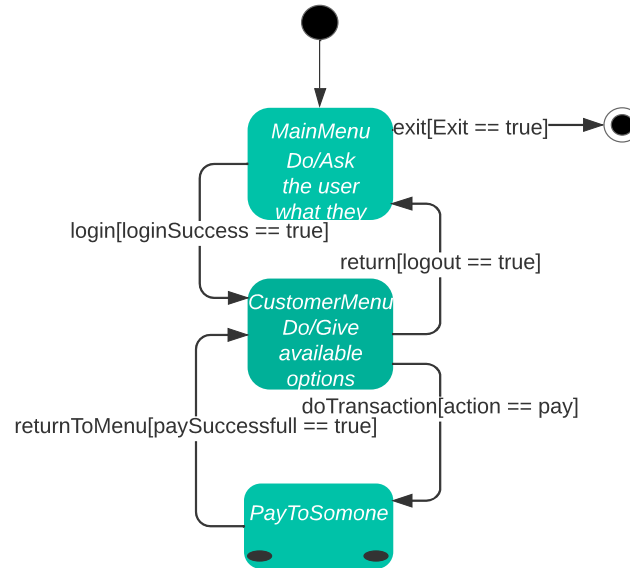 MainMenu
exit[Exit == true]
Do/Ask
the user
what they
login[loginSuccess == true]
return[logout == true]
CustomerMenu
Do/Give
available
options
doTransaction[action == pay]
returnToMenu[paySuccessfull == true]
PayToSomone